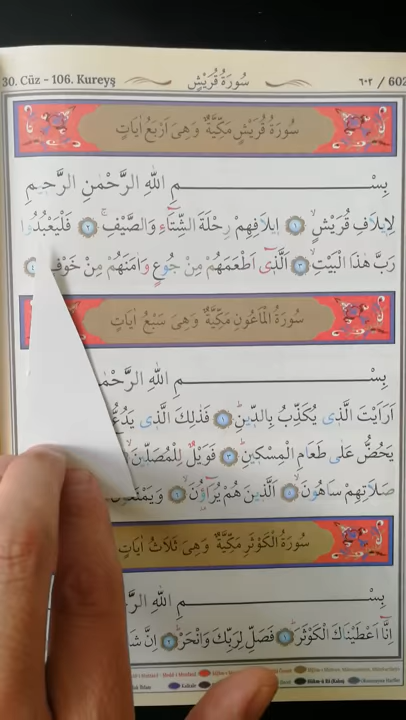 30. Cüz - 106. Kureyş سُورَةُ قُرَيْشٍ ٦٠٢ / 602
سُورَةُ قُرَيْشٍ مَكِّيَّةٌ وَهِيَ اَرْبَعُ اٰيَاتٍ
بِسْمِ اللّٰهِ الرَّحْمٰنِ الرَّحٖيمِ
لِاٖيلَافِ قُرَيْشٍۙ ﴿١﴾ اٖيلَافِهِمْ رِحْلَةَ الشِّتَٓاءِ وَالصَّيْفِۚ ﴿٢﴾ فَلْيَعْبُدُوا
رَبَّ هٰذَا الْبَيْتِۙ ﴿٣﴾ اَلَّذٖٓي اَطْعَمَهُمْ مِنْ جُوعٍ وَاٰمَنَهُمْ مِنْ خَوْفٍ ﴿٤﴾
سُورَةُ الْمَاعُونِ مَكِّيَّةٌ وَهِيَ سَبْعُ اٰيَاتٍ
بِسْمِ اللّٰهِ الرَّحْمٰ
اَرَاَيْتَ الَّذٖي يُكَذِّبُ بِالدّٖينِۜ ﴿١﴾ فَذٰلِكَ الَّذٖي يَدُعُّ
يَحُضُّ عَلٰى طَعَامِ الْمِسْكٖينِۜ ﴿٣﴾ فَوَيْلٌ لِلْمُصَلّٖينَۙ
صَلَاتِهِمْ سَاهُونَۙ ﴿٥﴾ اَلَّذٖينَ هُمْ يُرَٓاؤُ۫نَۙ ﴿٦﴾ وَيَمْنَعُ
سُورَةُ الْكَوْثَرِ مَكِّيَّةٌ وَهِيَ ثَلَاثُ اٰيَاتٍ
بِسْمِ اللّٰهِ الرَّ
اِنَّٓا اَعْطَيْنَاكَ الْكَوْثَرَۜ ﴿١﴾ فَصَلِّ لِرَبِّكَ وَانْحَرْۜ ﴿٢﴾ اِنَّ شَا